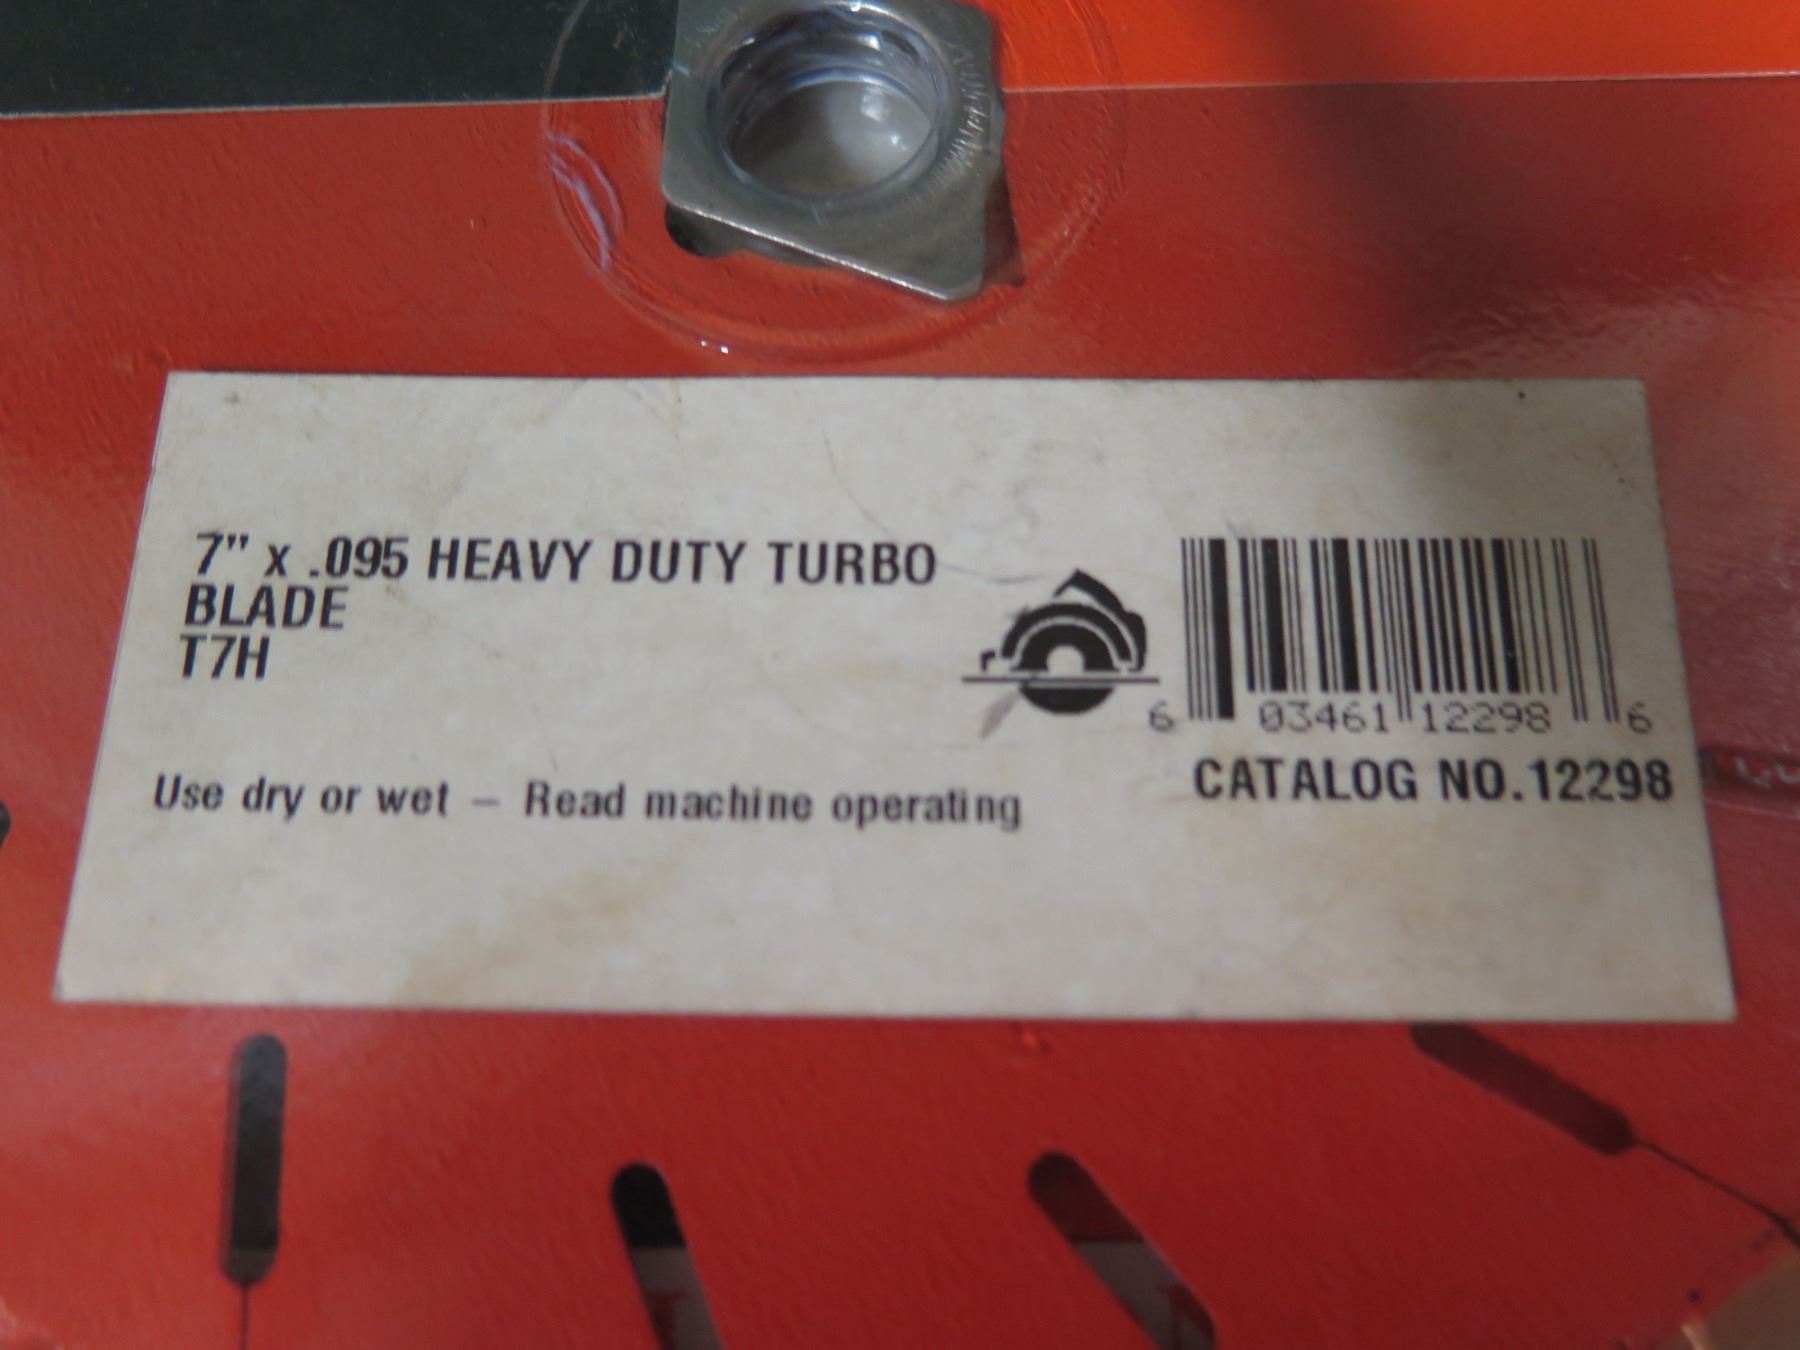 7" x .095 HEAVY DUTY TURBO
BLADE
T7H
6 03461 12298 6
CATALOG NO. 12298
Use dry or wet – Read machine operating